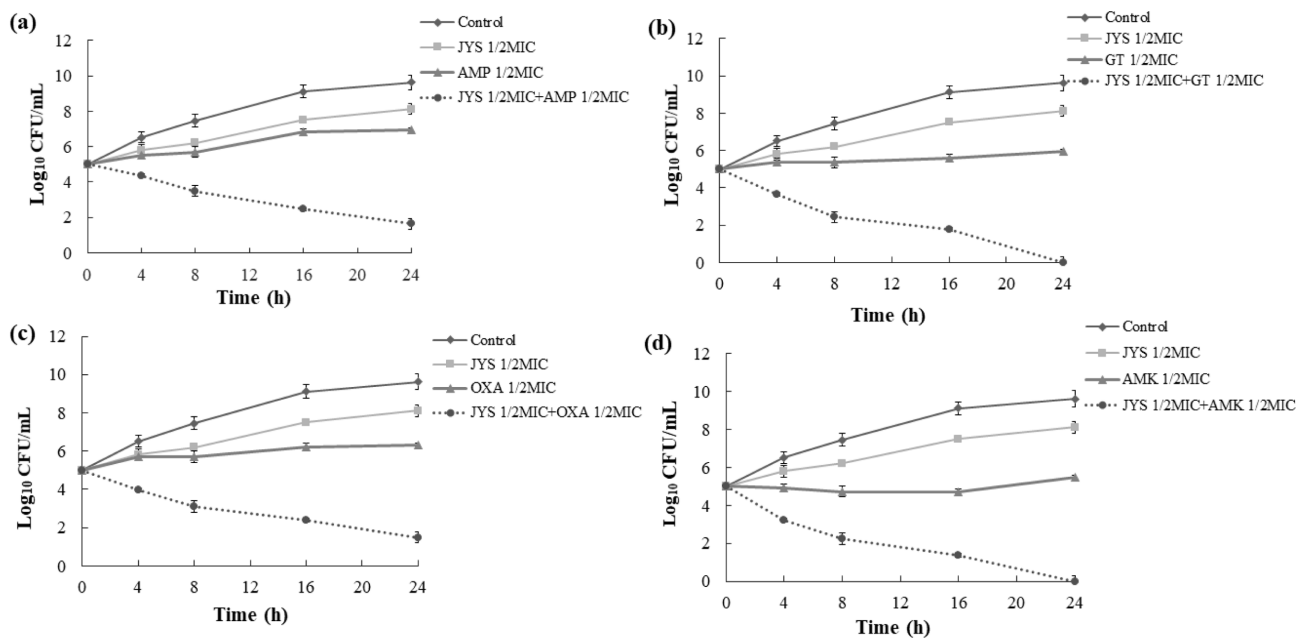 (a)
Control
JYS 1/2MIC
AMP 1/2MIC
JYS 1/2MIC+AMP 1/2MIC
Log₁₀ CFU/mL
12
10
8
6
4
2
0
0 4 8 12 16 20 24
Time (h)
(b)
Control
JYS 1/2MIC
GT 1/2MIC
JYS 1/2MIC+GT 1/2MIC
Log₁₀ CFU/mL
12
10
8
6
4
2
0
0 4 8 12 16 20 24
Time (h)
(c)
Control
JYS 1/2MIC
OXA 1/2MIC
JYS 1/2MIC+OXA 1/2MIC
Log₁₀ CFU/mL
12
10
8
6
4
2
0
0 4 8 12 16 20 24
Time (h)
(d)
Control
JYS 1/2MIC
AMK 1/2MIC
JYS 1/2MIC+AMK 1/2MIC
Log₁₀ CFU/mL
12
10
8
6
4
2
0
0 4 8 12 16 20 24
Time (h)